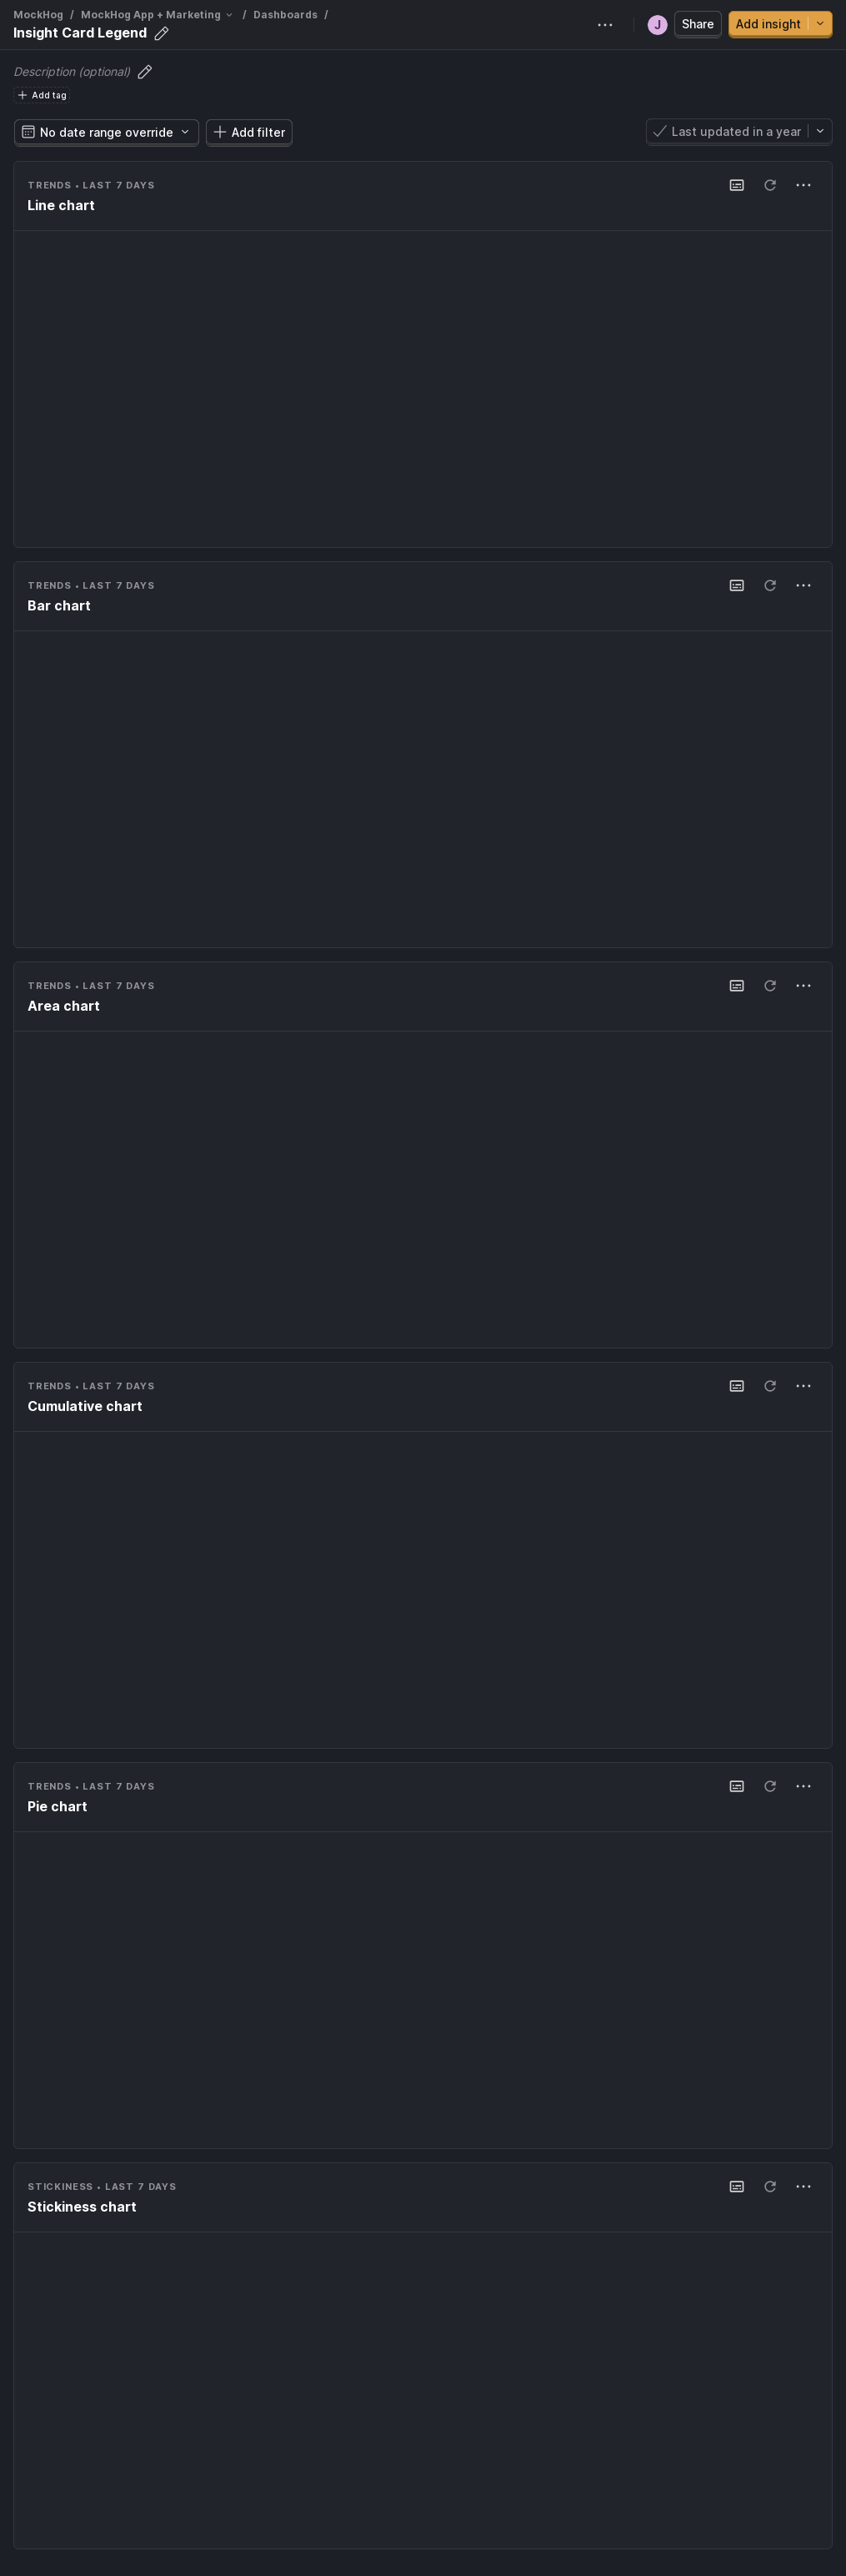 MockHog / MockHog App + Marketing / Dashboards /
Insight Card Legend
J
Share
Add insight
Description (optional)
Add tag
No date range override
Add filter
Last updated in a year
TRENDS • LAST 7 DAYS
Line chart
TRENDS • LAST 7 DAYS
Bar chart
TRENDS • LAST 7 DAYS
Area chart
TRENDS • LAST 7 DAYS
Cumulative chart
TRENDS • LAST 7 DAYS
Pie chart
STICKINESS • LAST 7 DAYS
Stickiness chart